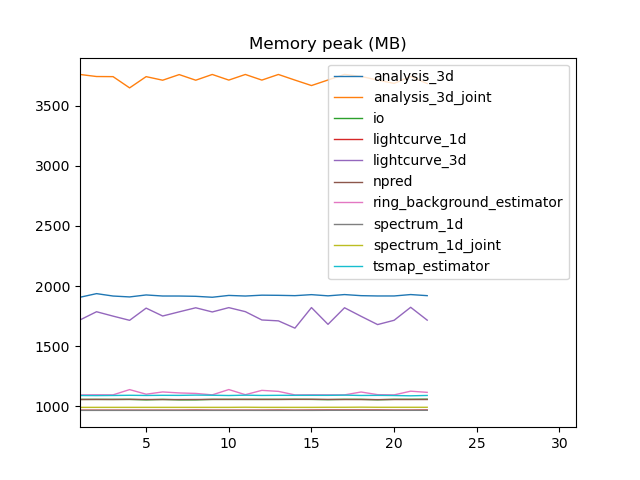 Memory peak (MB)
3500
3000
2500
2000
1500
1000
analysis_3d
analysis_3d_joint
io
lightcurve_1d
lightcurve_3d
npred
ring_background_estimator
spectrum_1d
spectrum_1d_joint
tsmap_estimator
5 10 15 20 25 30